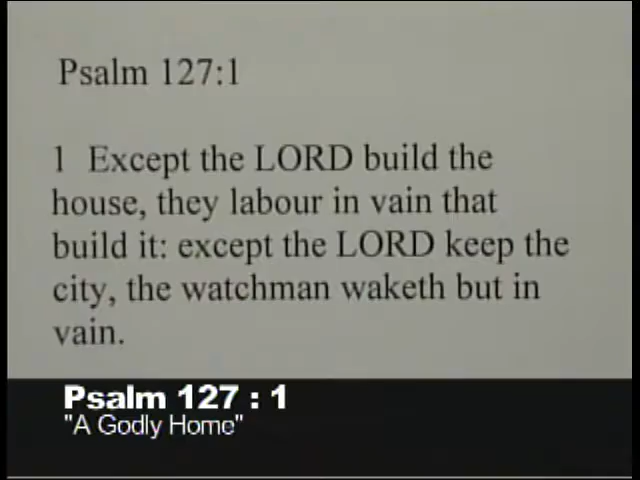 Psalm 127:1
1 Except the LORD build the
house, they labour in vain that
build it: except the LORD keep the
city, the watchman waketh but in
vain.
Psalm 127 : 1
"A Godly Home"